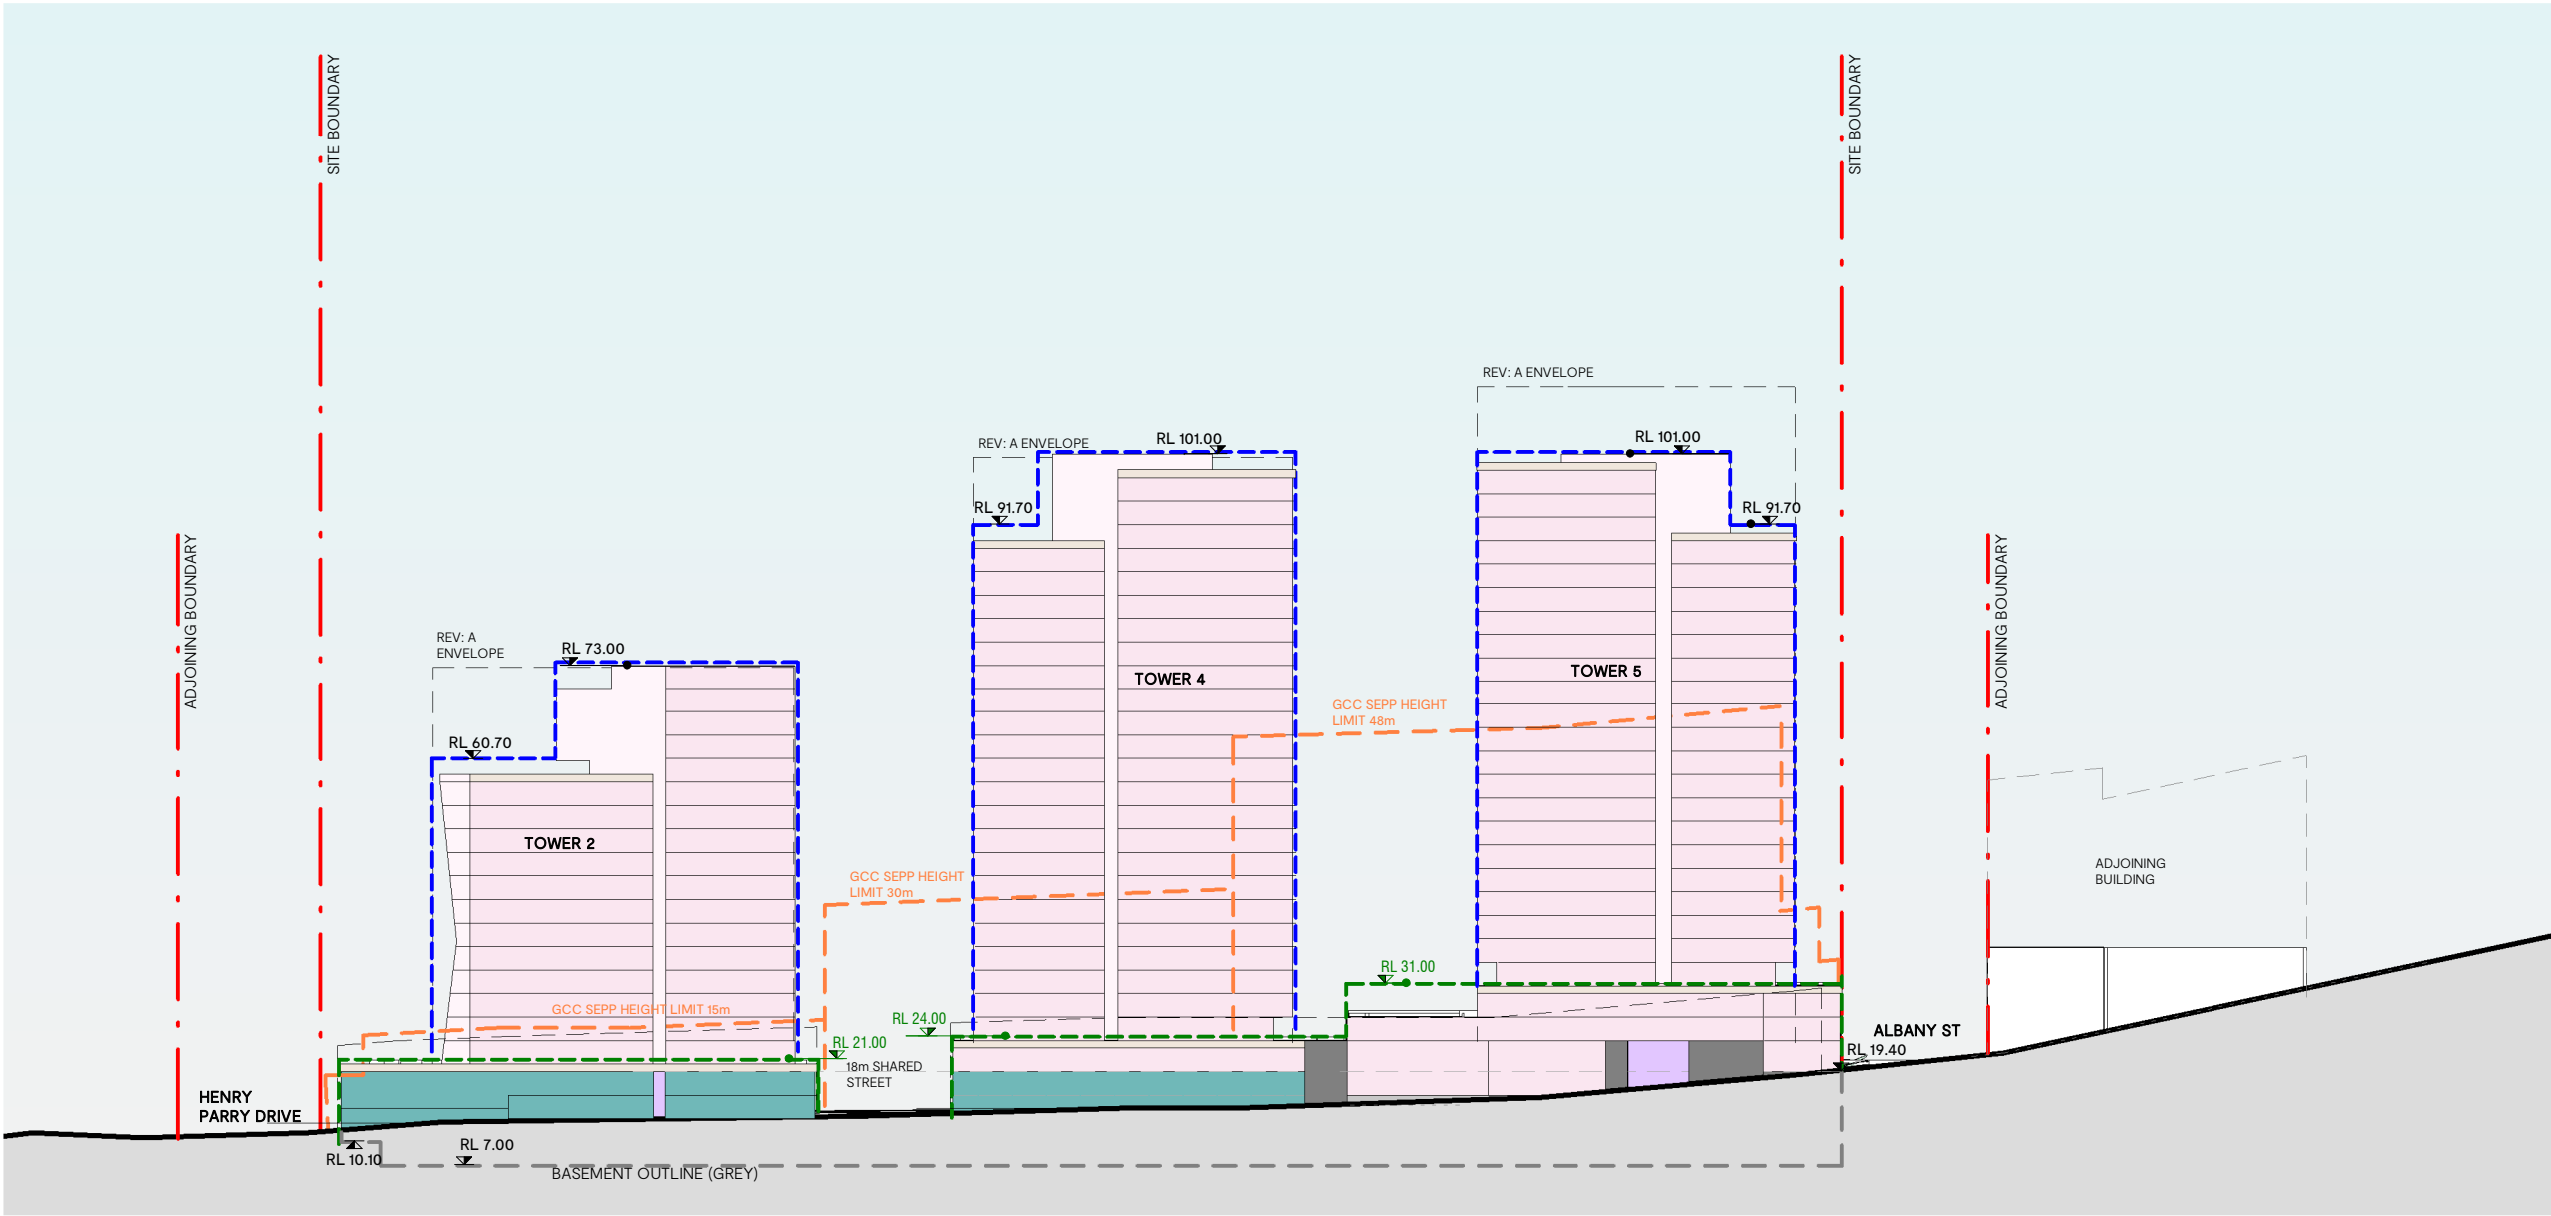 SITE BOUNDARY
SITE BOUNDARY
REV: A ENVELOPE
REV: A ENVELOPE
RL 101.00
RL 101.00
RL 91.70
RL 91.70
ADJOINING BOUNDARY
ADJOINING BOUNDARY
REV: A
ENVELOPE
RL 73.00
TOWER 4
TOWER 5
GCC SEPP HEIGHT
LIMIT 48m
RL 60.70
TOWER 2
GCC SEPP HEIGHT
LIMIT 30m
ADJOINING
BUILDING
RL 31.00
GCC SEPP HEIGHT LIMIT 15m
RL 24.00
RL 21.00
18m SHARED
STREET
ALBANY ST
RL 19.40
HENRY
PARRY DRIVE
RL 10.10
RL 7.00
BASEMENT OUTLINE (GREY)